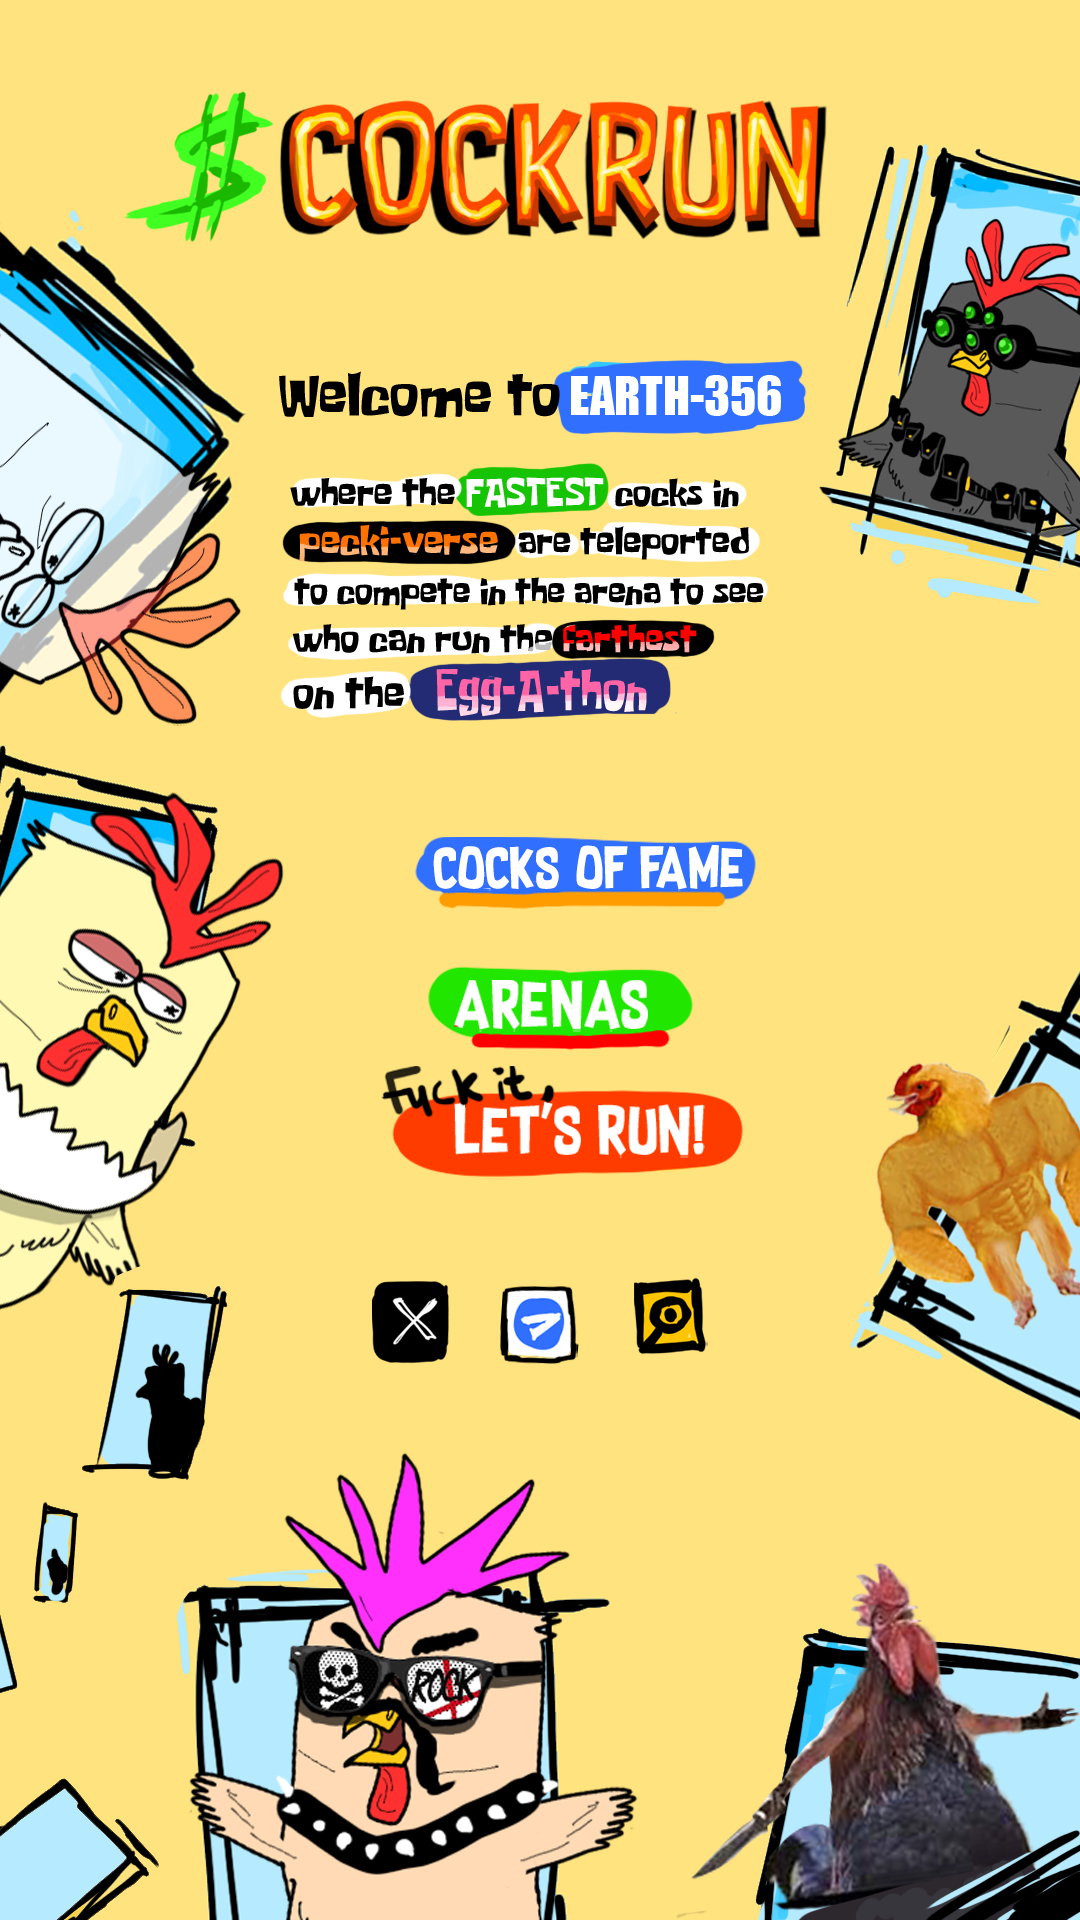 $COCKRUN
Welcome to EARTH-356
where the FASTEST cocks in
pecki-verse are teleported
to compete in the arena to see
who can run the farthest
on the Egg-A-thon
COCKS OF FAME
ARENAS
Fuck it,
LET'S RUN!
ROCK